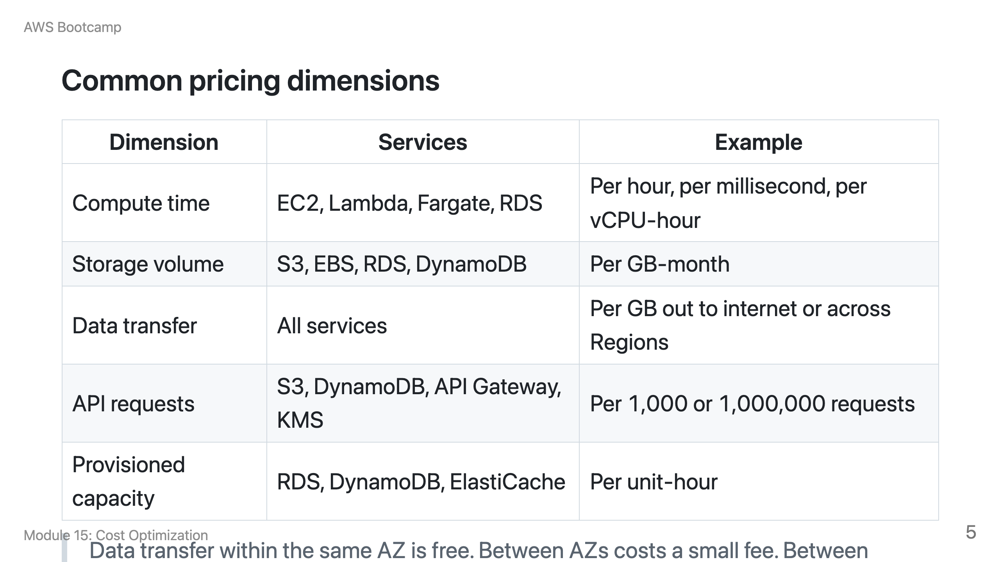 AWS Bootcamp
Common pricing dimensions
Dimension Services Example
Compute time EC2, Lambda, Fargate, RDS Per hour, per millisecond, per
vCPU-hour
Storage volume S3, EBS, RDS, DynamoDB Per GB-month
Data transfer All services Per GB out to internet or across
Regions
API requests S3, DynamoDB, API Gateway,
KMS Per 1,000 or 1,000,000 requests
Provisioned
capacity RDS, DynamoDB, ElastiCache Per unit-hour
Module 15: Cost Optimization
5
Data transfer within the same AZ is free. Between AZs costs a small fee. Between